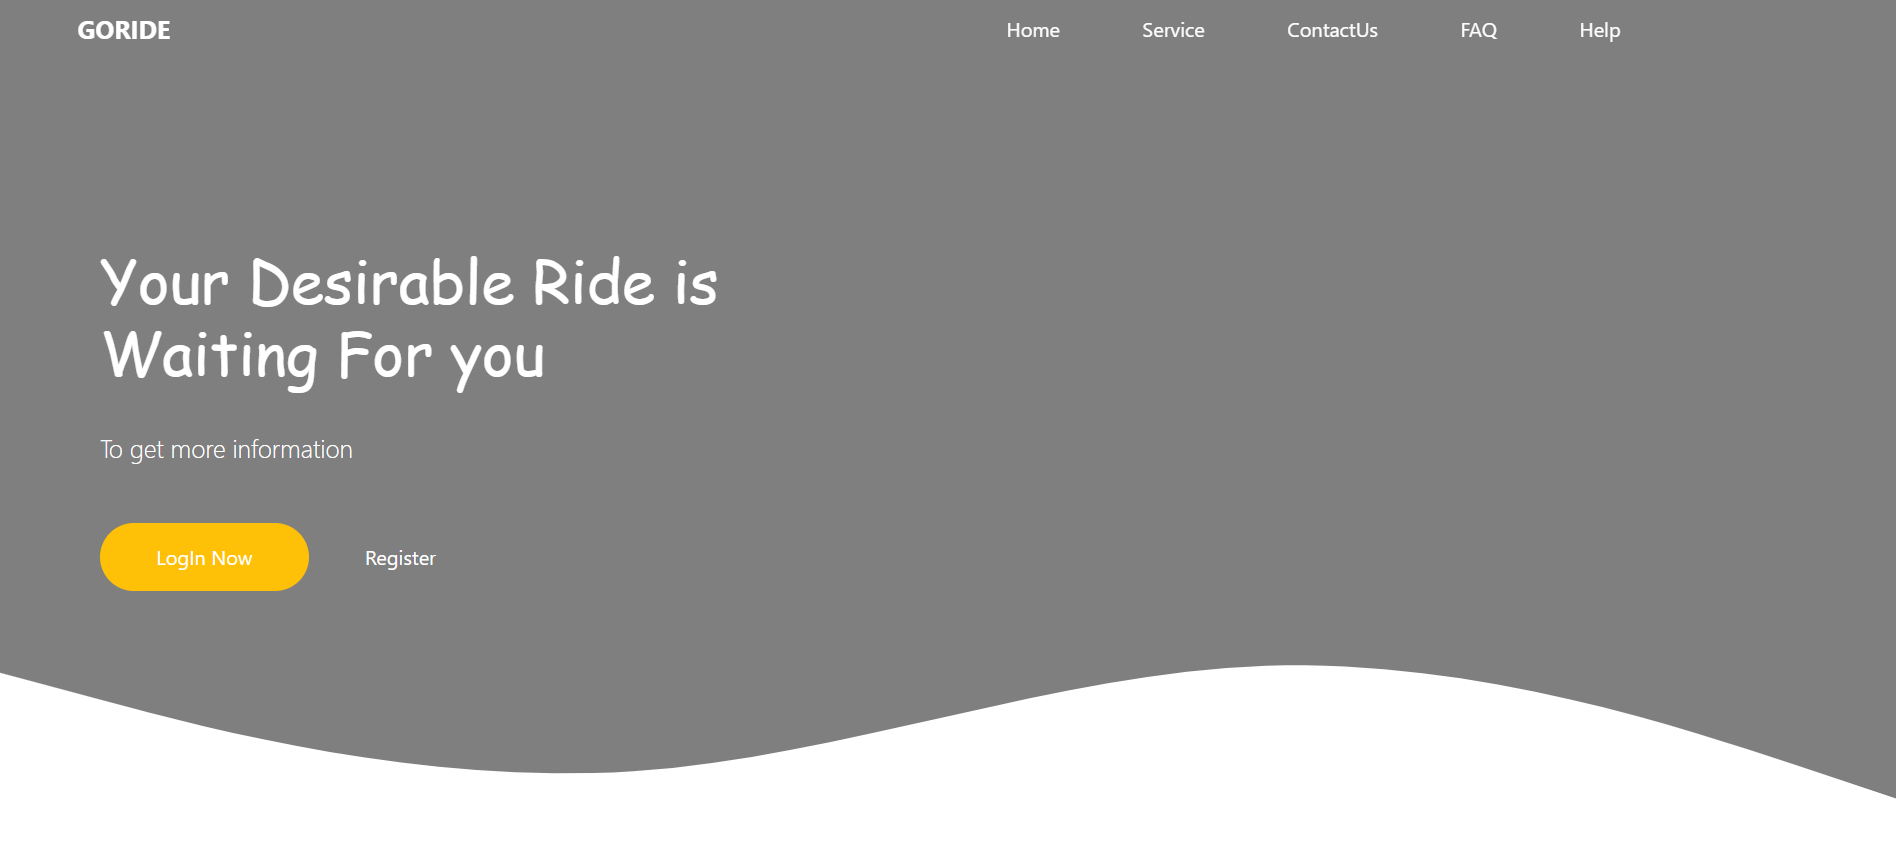 GORIDE
Home Service ContactUs FAQ Help
Your Desirable Ride is
Waiting For you
To get more information
LogIn Now Register